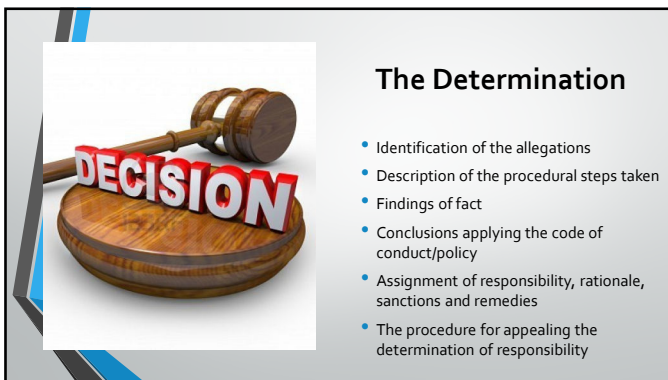 The Determination
DECISION
• Identification of the allegations
• Description of the procedural steps taken
• Findings of fact
• Conclusions applying the code of
conduct/policy
• Assignment of responsibility, rationale,
sanctions and remedies
• The procedure for appealing the
determination of responsibility